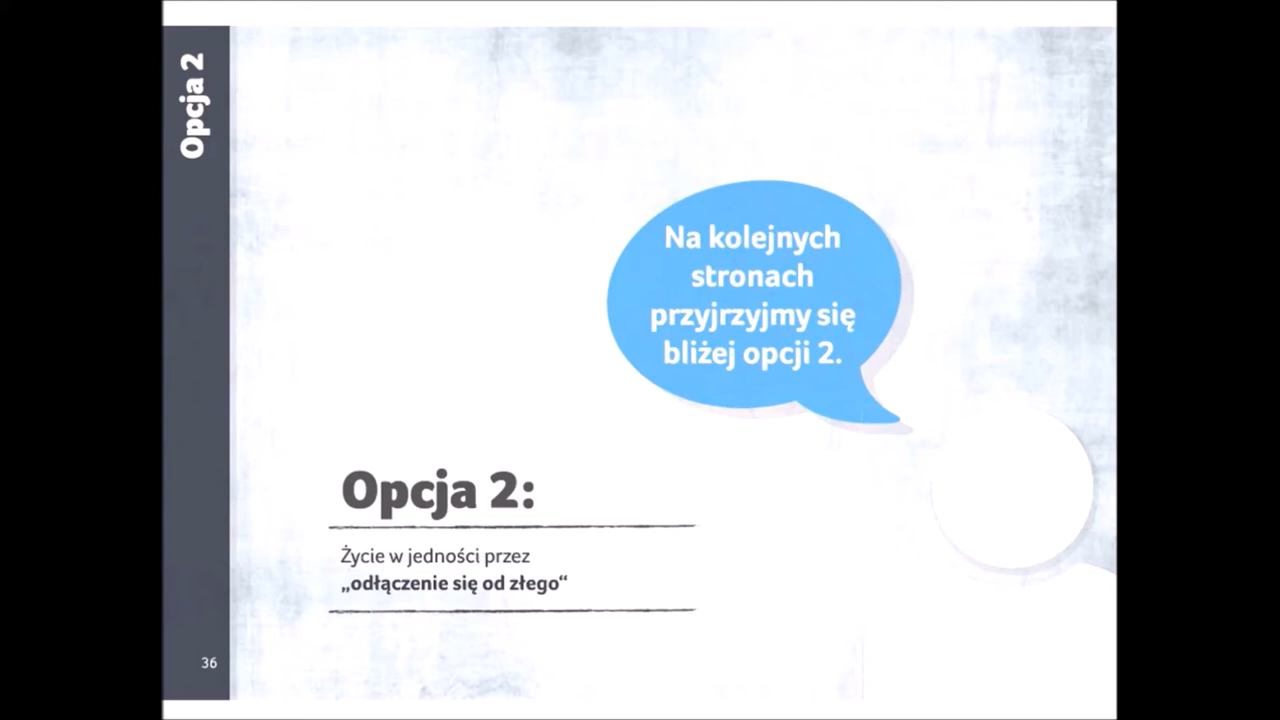 Opcja 2
Na kolejnych
stronach
przyjrzyjmy się
bliżej opcji 2.
Opcja 2:
Życie w jedności przez
„odłączenie się od złego“
36